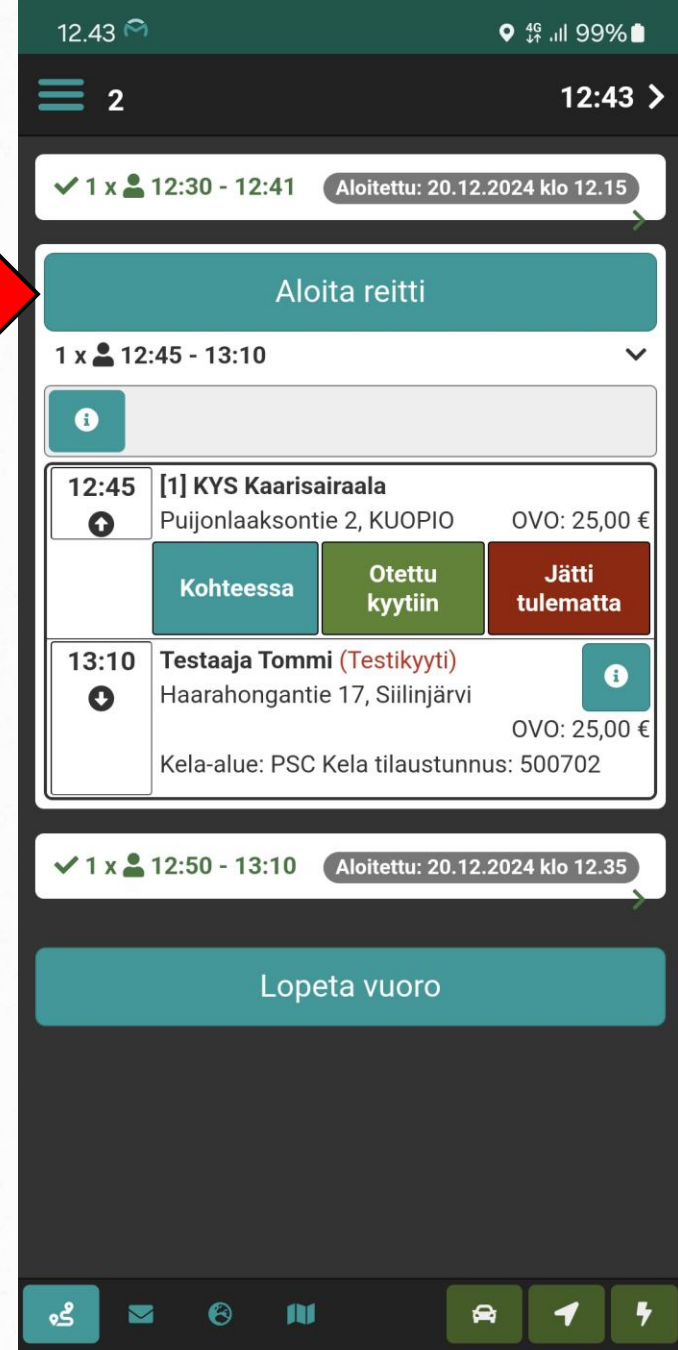 12.43 4G 99%
2 12:43
1 x 12:30 - 12:41 Aloitettu: 20.12.2024 klo 12.15
Aloita reitti
1 x 12:45 - 13:10
12:45 [1] KYS Kaarisairaala
Puijonlaaksontie 2, KUOPIO OVO: 25,00 €
Kohteessa Otettu kyytiin Jätti tulematta
13:10 Testaaja Tommi (Testikyyti)
Haarahongantie 17, Siilinjärvi
OVO: 25,00 €
Kela-alue: PSC Kela tilaustunnus: 500702
1 x 12:50 - 13:10 Aloitettu: 20.12.2024 klo 12.35
Lopeta vuoro